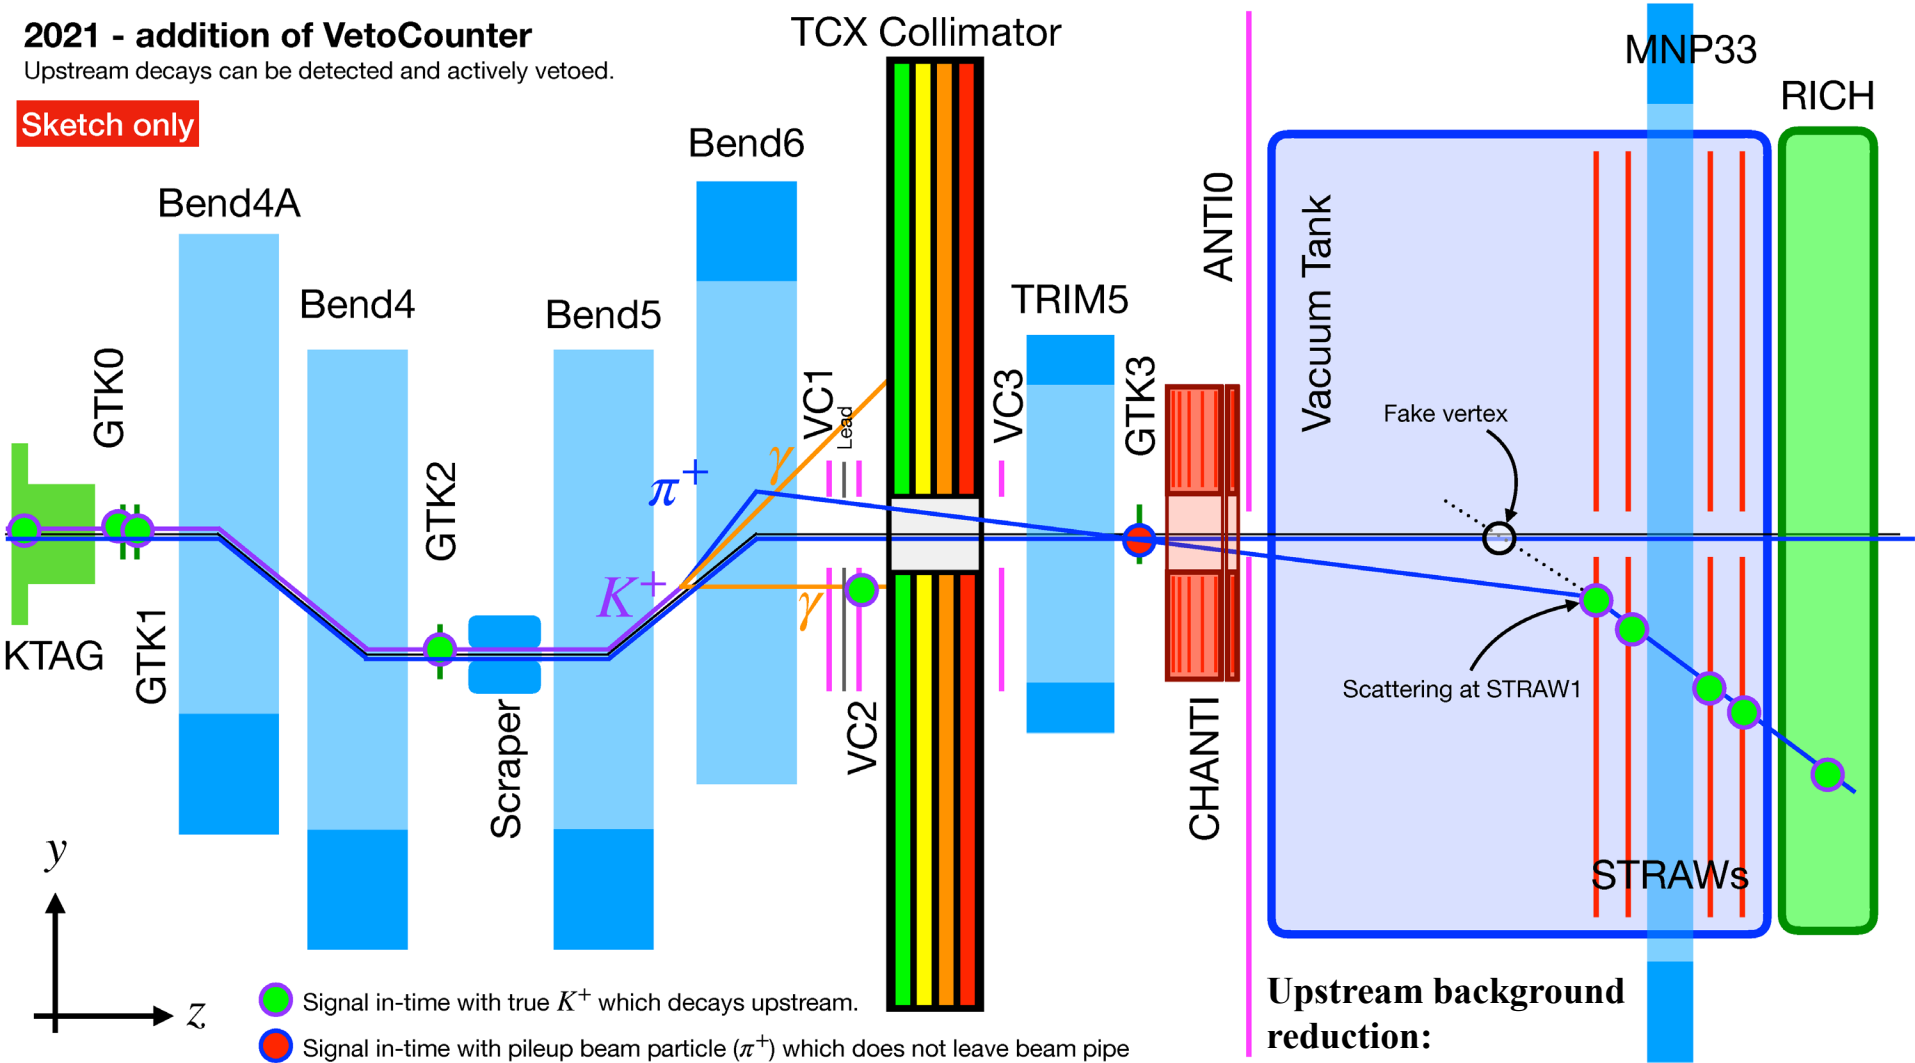 2021 - addition of VetoCounter
Upstream decays can be detected and actively vetoed.
Sketch only
TCX Collimator
MNP33
RICH
Bend6
Bend4A
Bend4
Bend5
TRIM5
ANTI0
Vacuum Tank
GTK0
GTK2
VC1
Lead
VC3
GTK3
Fake vertex
γ
π⁺
K⁺
γ
KTAG
GTK1
Scattering at STRAW1
Scraper
VC2
CHANTI
STRAWs
y
z
Signal in-time with true K⁺ which decays upstream.
Signal in-time with pileup beam particle (π⁺) which does not leave beam pipe
Upstream background
reduction: